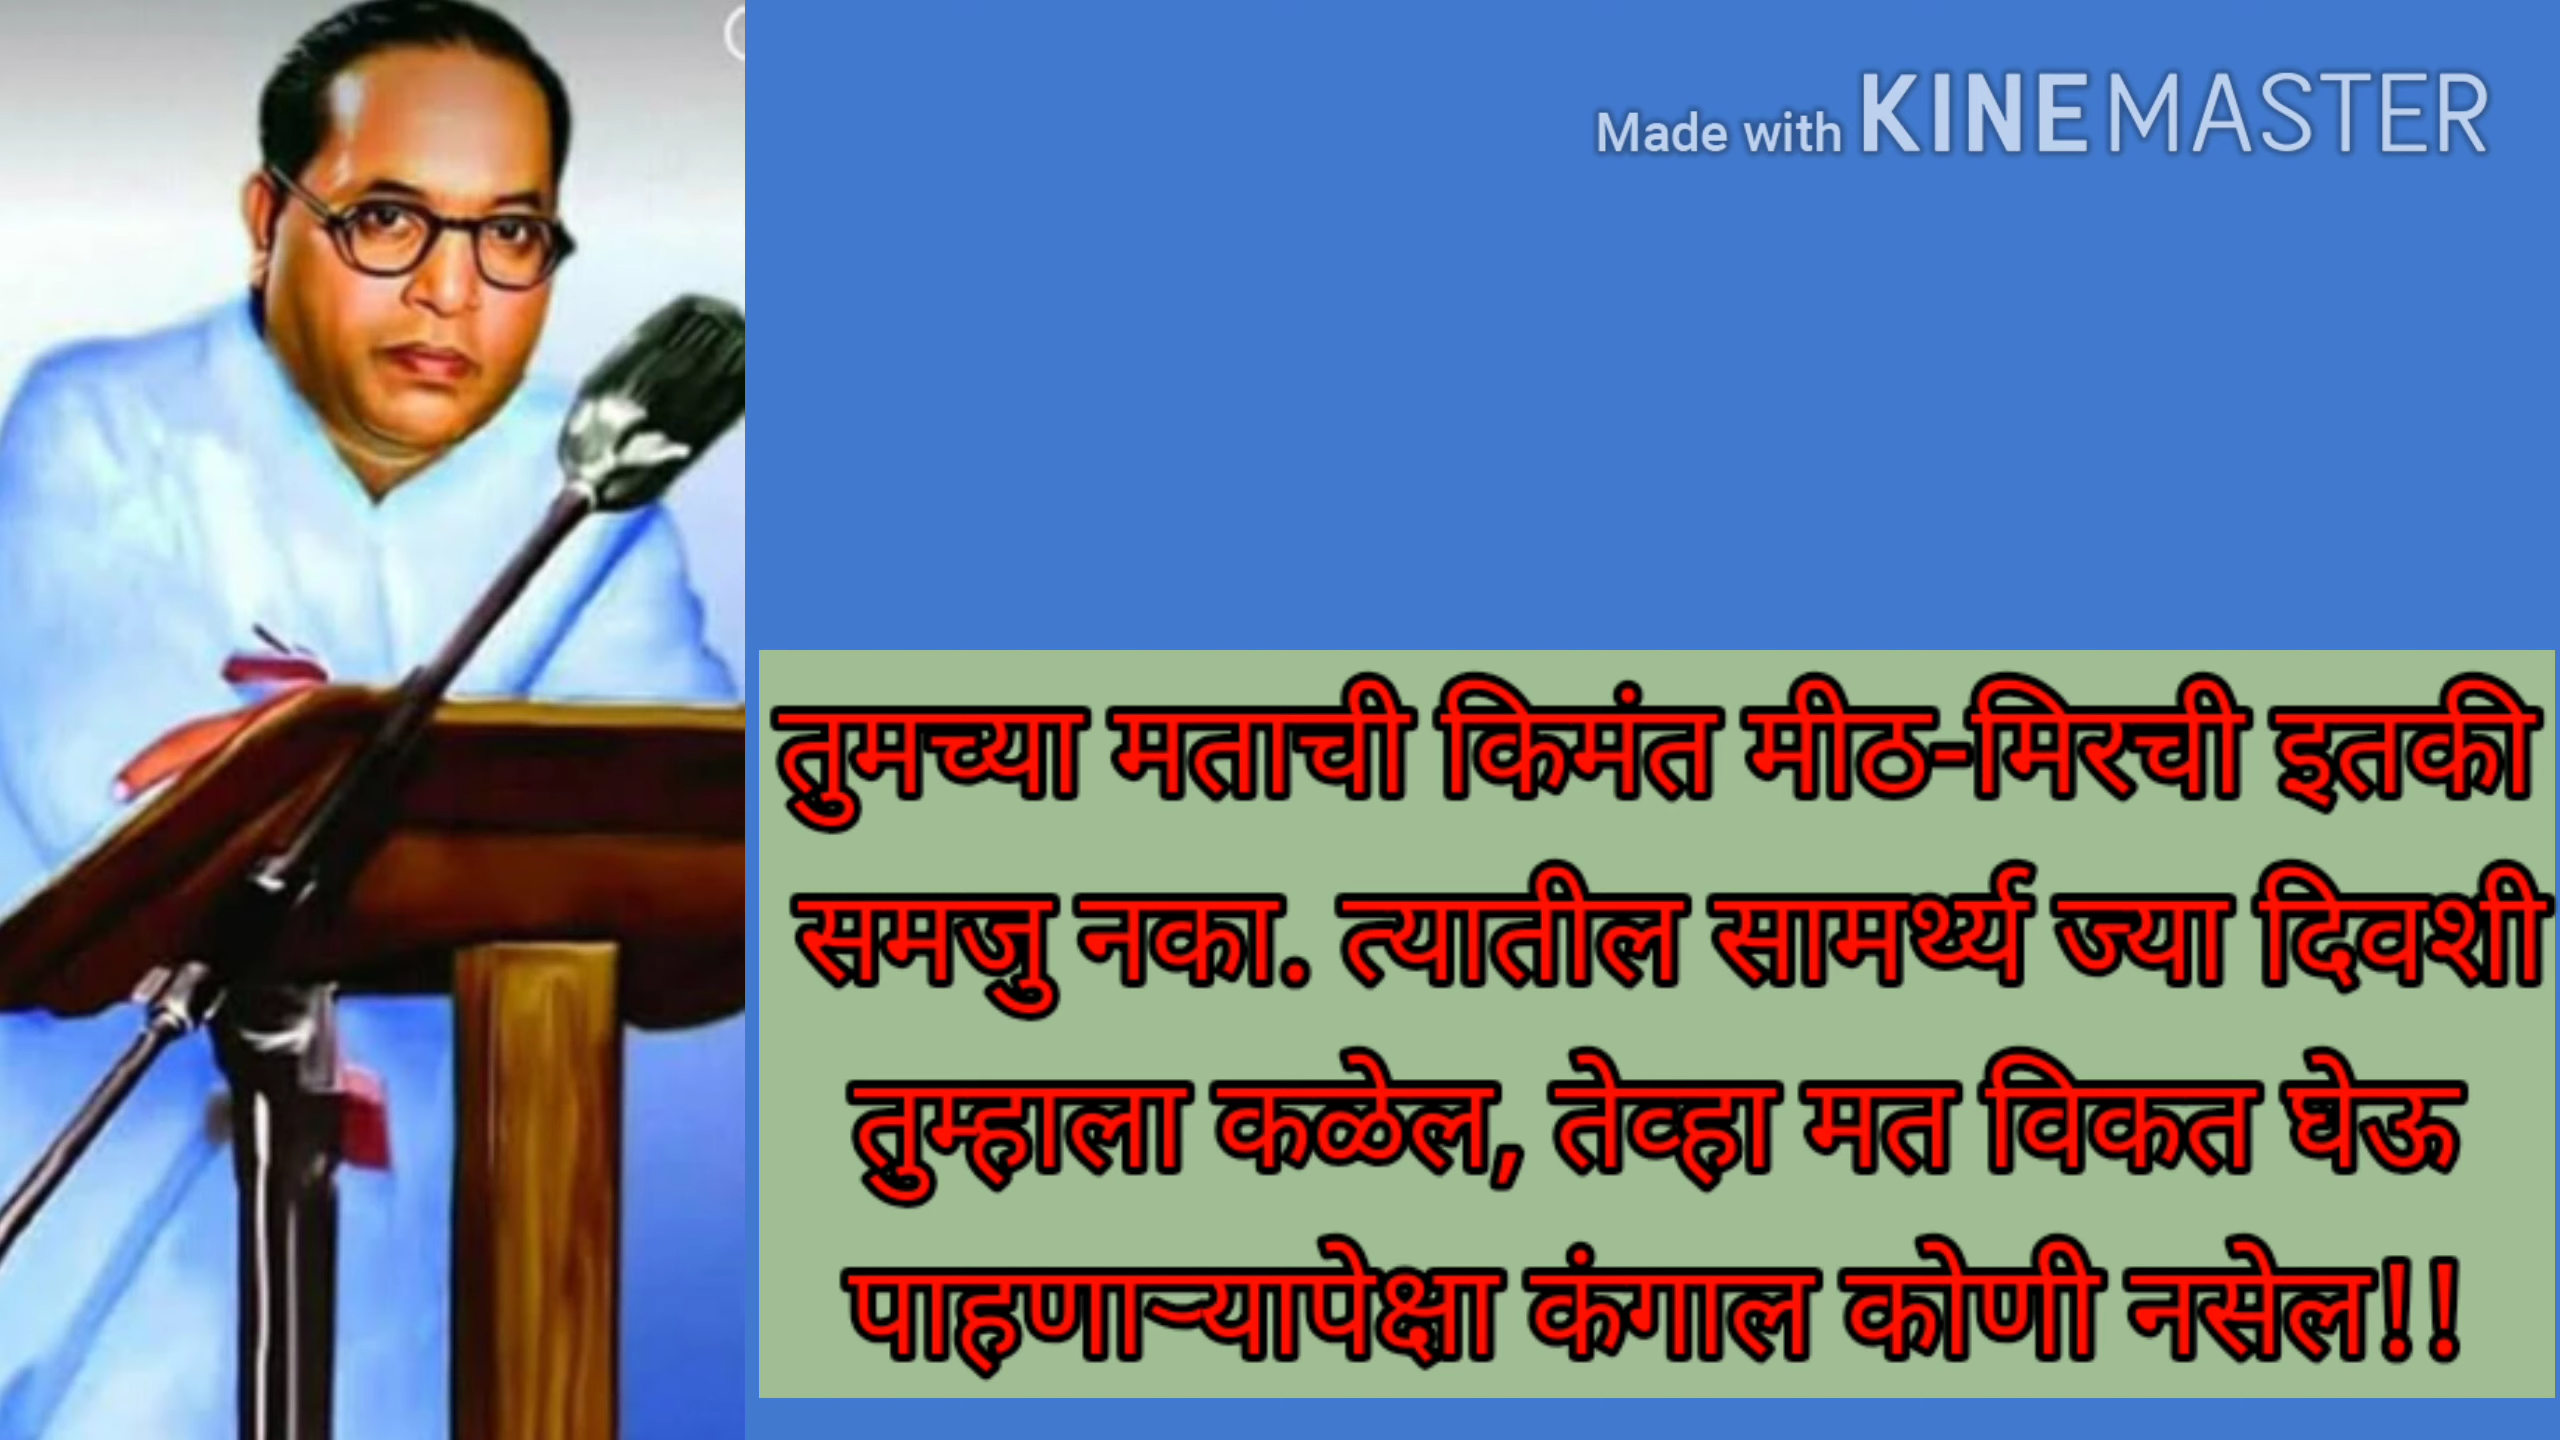 Made with KINEMASTER
तुमच्या मताची किमंत मीठ-मिरची इतकी
समजु नका. त्यातील सामर्थ्य ज्या दिवशी
तुम्हाला कळेल, तेव्हा मत विकत घेऊ
पाहणाऱ्यापेक्षा कंगाल कोणी नसेल!!